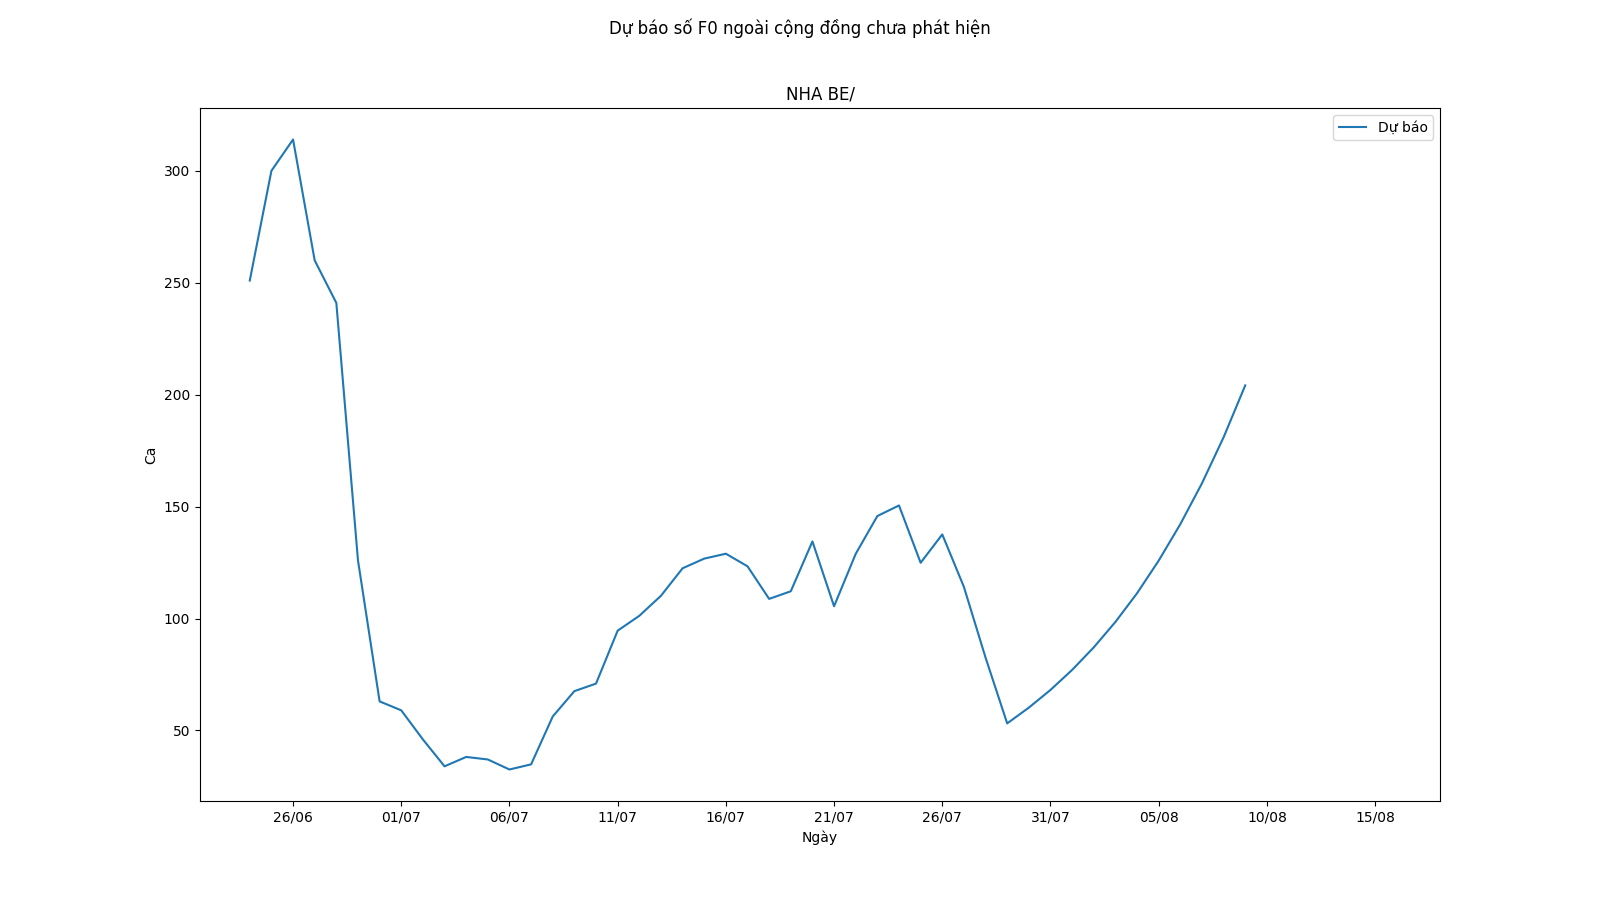 Dự báo số F0 ngoài cộng đồng chưa phát hiện
NHA BE/
Dự báo
300
250
200
150
100
50
Ca
26/06 01/07 06/07 11/07 16/07 21/07 26/07 31/07 05/08 10/08 15/08
Ngày